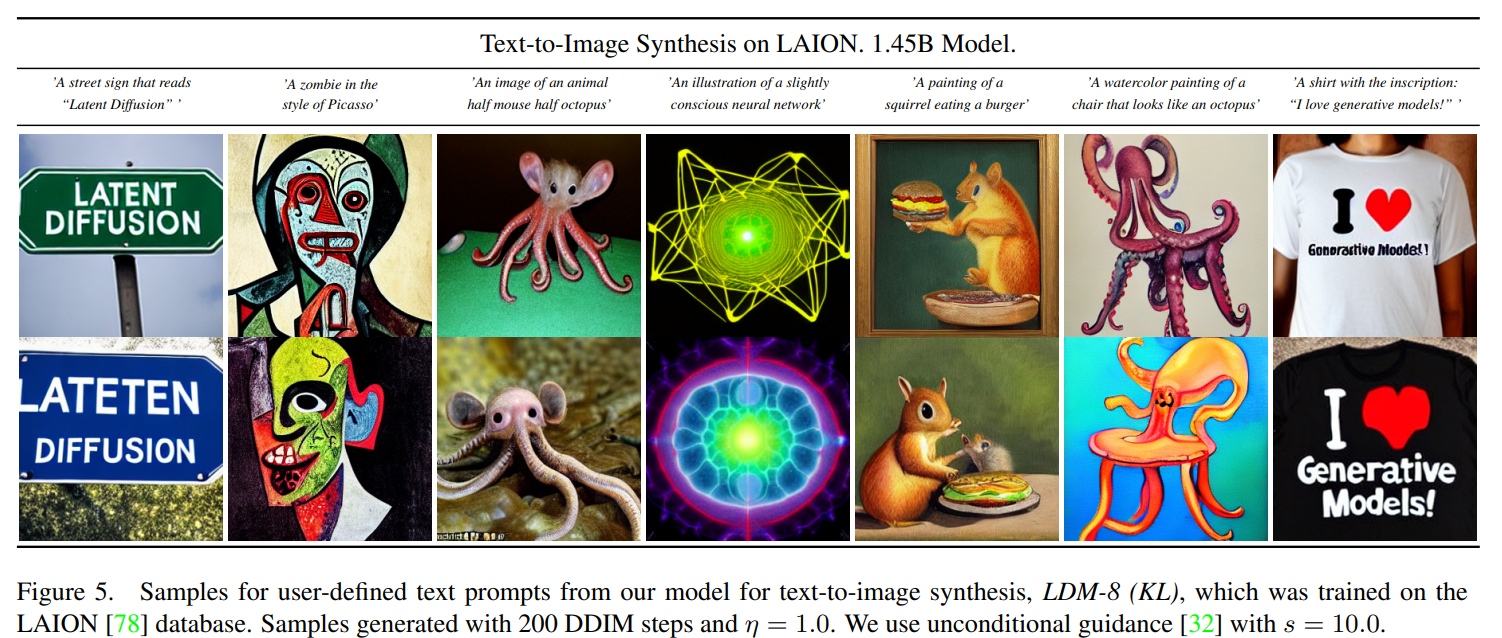 Text-to-Image Synthesis on LAION. 1.45B Model.
'A street sign that reads
“Latent Diffusion” '
'A zombie in the
style of Picasso'
'An image of an animal
half mouse half octopus'
'An illustration of a slightly
conscious neural network'
'A painting of a
squirrel eating a burger'
'A watercolor painting of a
chair that looks like an octopus'
'A shirt with the inscription:
“I love generative models!” '
LATENT
DIFFUSION
I ❤
Generative Moodel!
LATETEN
DIFFUSION
I ❤
Generative
Models!
Figure 5. Samples for user-defined text prompts from our model for text-to-image synthesis, LDM-8 (KL), which was trained on the
LAION [78] database. Samples generated with 200 DDIM steps and η = 1.0. We use unconditional guidance [32] with s = 10.0.